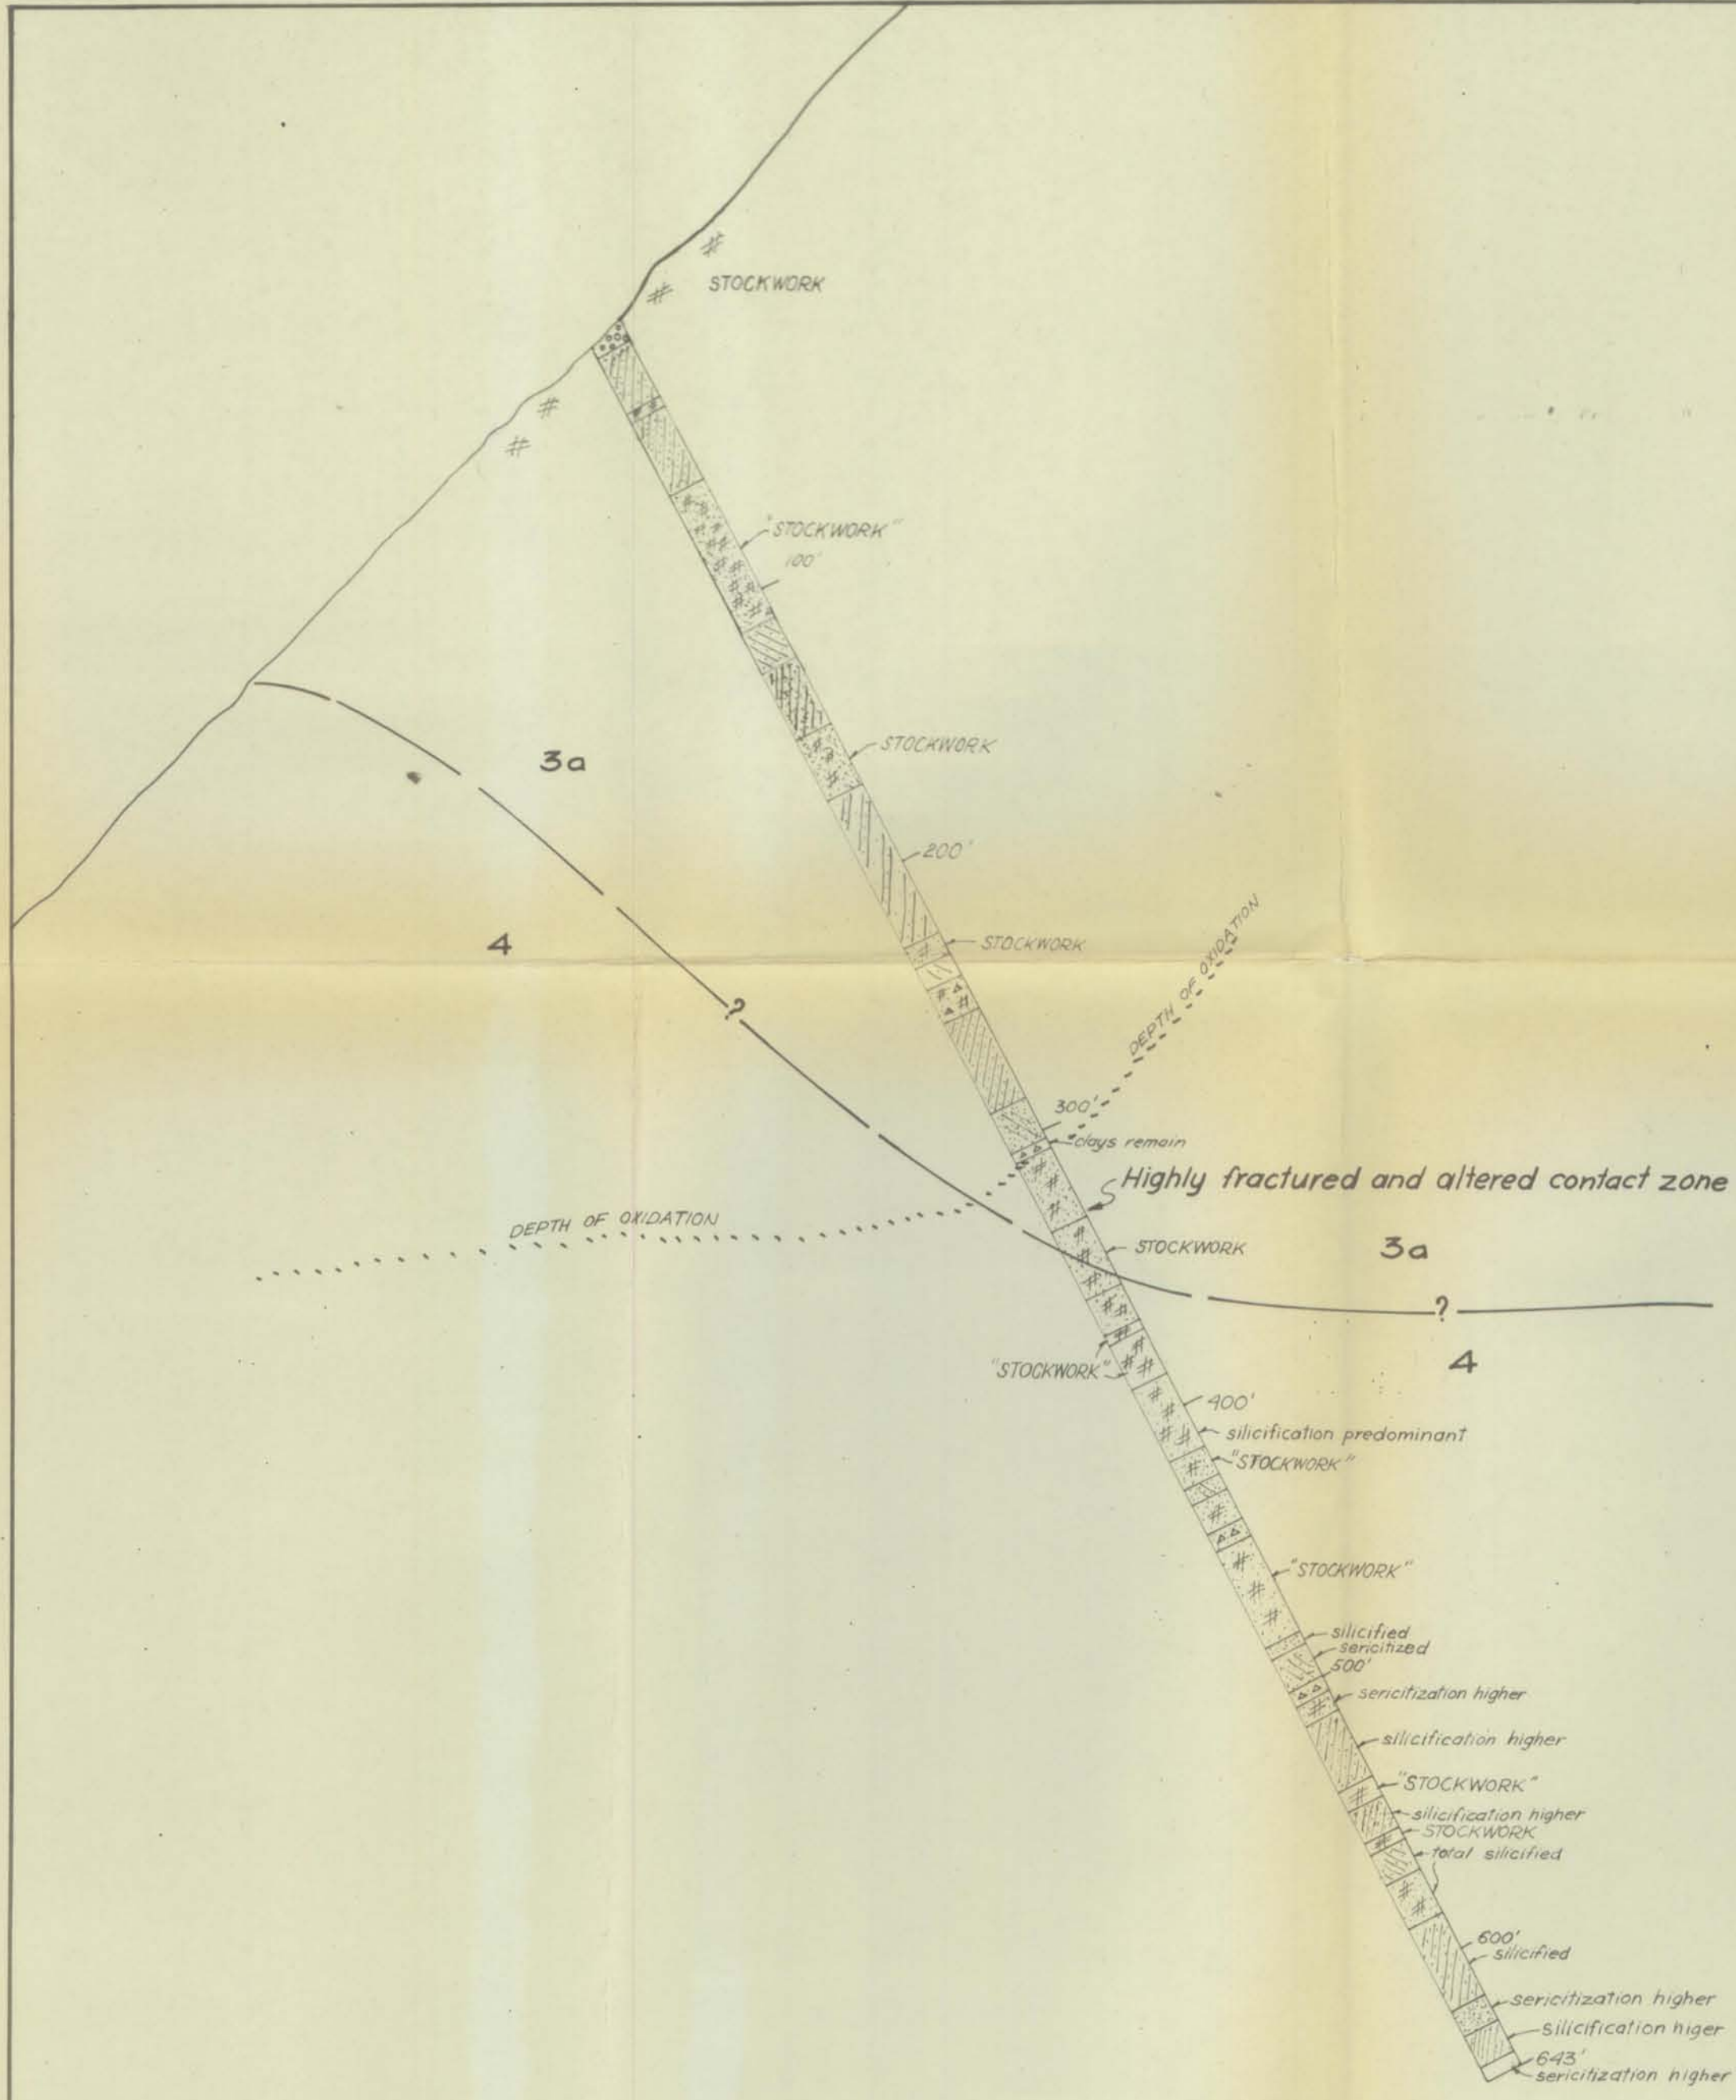 STOCKWORK
"STOCKWORK"
100'
STOCKWORK
3a
200'
STOCKWORK
4
DEPTH OF OXIDATION
?
300'
clays remain
Highly fractured and altered contact zone
DEPTH OF OXIDATION
STOCKWORK
3a
?
4
"STOCKWORK"
400'
silicification predominant
"STOCKWORK"
"STOCKWORK"
silicified
sericitized
500'
sericitization higher
silicification higher
"STOCKWORK"
silicification higher
STOCKWORK
total silicified
600'
silicified
sericitization higher
silicification higer
643'
sericitization higher